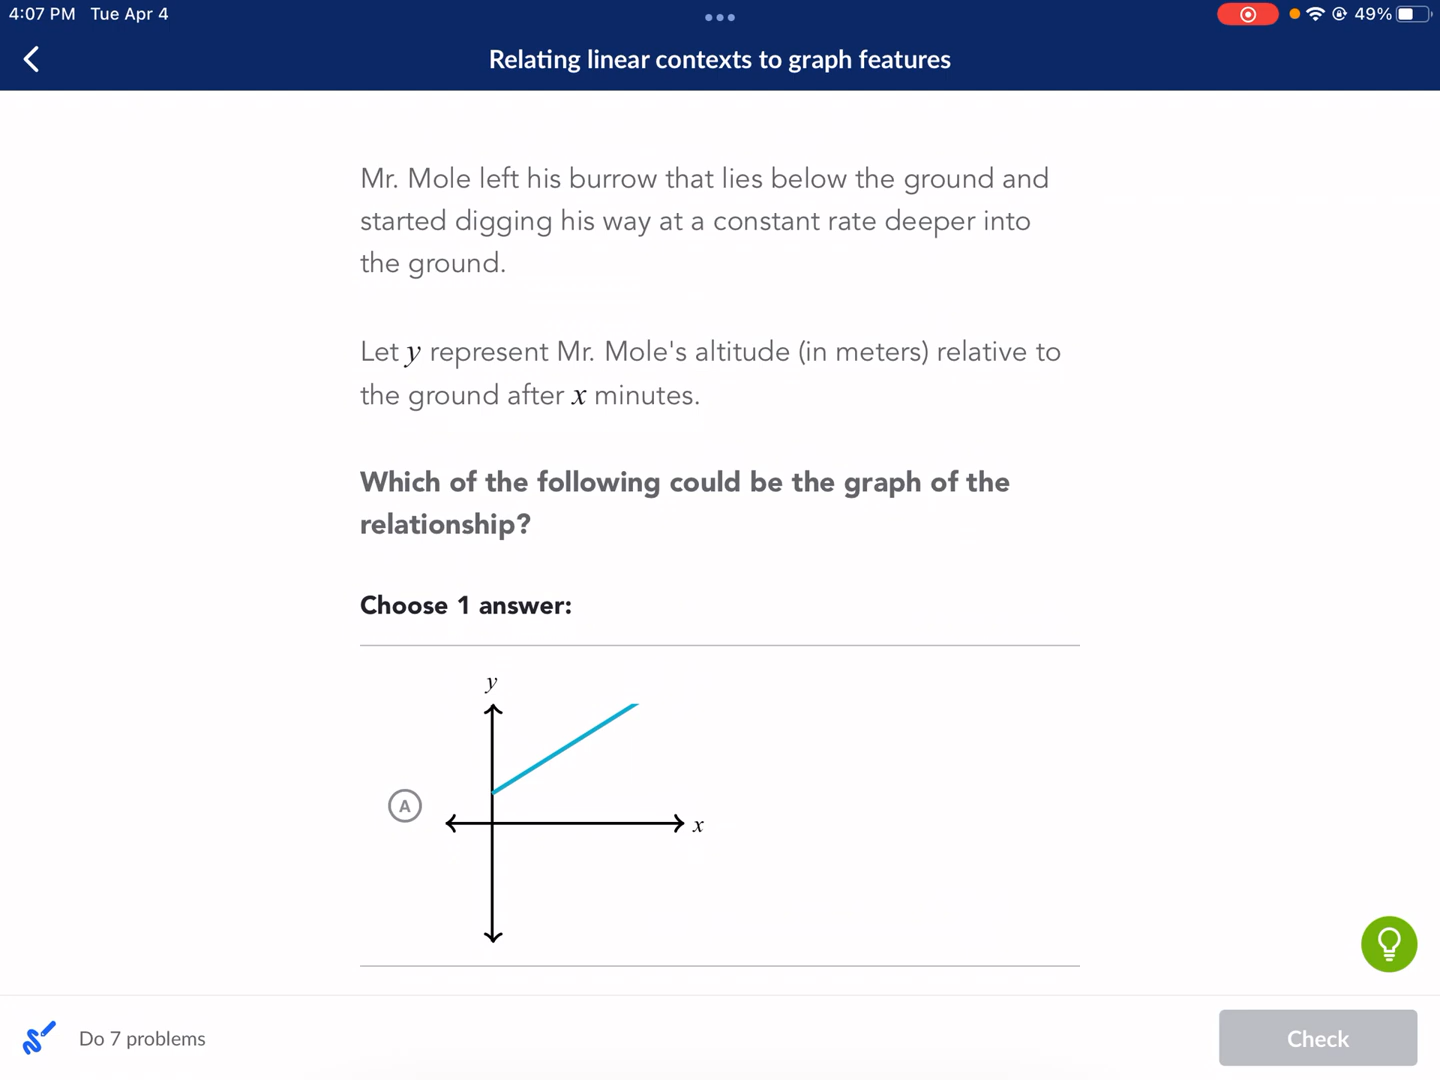 4:07 PM Tue Apr 4
49%
Relating linear contexts to graph features
Mr. Mole left his burrow that lies below the ground and
started digging his way at a constant rate deeper into
the ground.
Let y represent Mr. Mole's altitude (in meters) relative to
the ground after x minutes.
Which of the following could be the graph of the
relationship?
Choose 1 answer:
y
A
x
Do 7 problems
Check